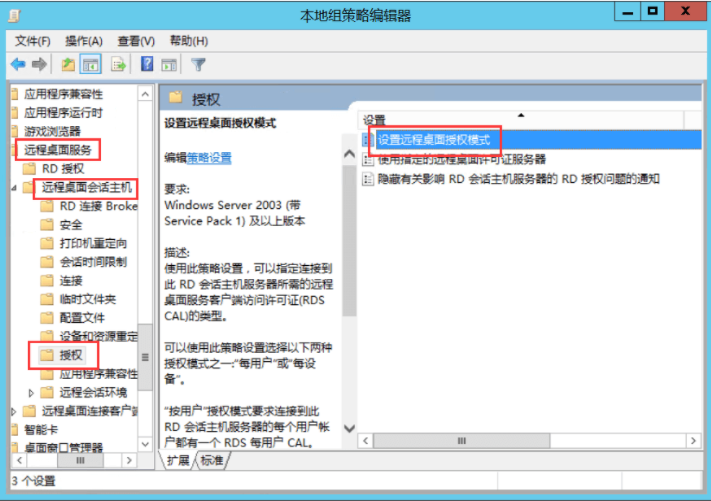 本地组策略编辑器
文件(F) 操作(A) 查看(V) 帮助(H)
应用程序兼容性
应用程序运行时
游戏浏览器
远程桌面服务
RD 授权
远程桌面会话主机
RD 连接 Broke
安全
打印机重定向
会话时间限制
连接
临时文件夹
配置文件
设备和资源重定
授权
应用程序兼容性
远程会话环境
远程桌面连接客户端
智能卡
桌面窗口管理器
授权
设置远程桌面授权模式
编辑策略设置
要求:
Windows Server 2003 (带
Service Pack 1) 及以上版本
描述:
使用此策略设置，可以指定连接到
此 RD 会话主机服务器所需的远程
桌面服务客户端访问许可证(RDS
CAL)的类型。
可以使用此策略设置选择以下两种
授权模式之一:“每用户”或“每设
备”。
“按用户”授权模式要求连接到此
RD 会话主机服务器的每个用户帐
户都有一个 RDS 每用户 CAL。
设置
设置远程桌面授权模式
使用指定的远程桌面许可证服务器
隐藏有关影响 RD 会话主机服务器的 RD 授权问题的通知
扩展 标准
3 个设置